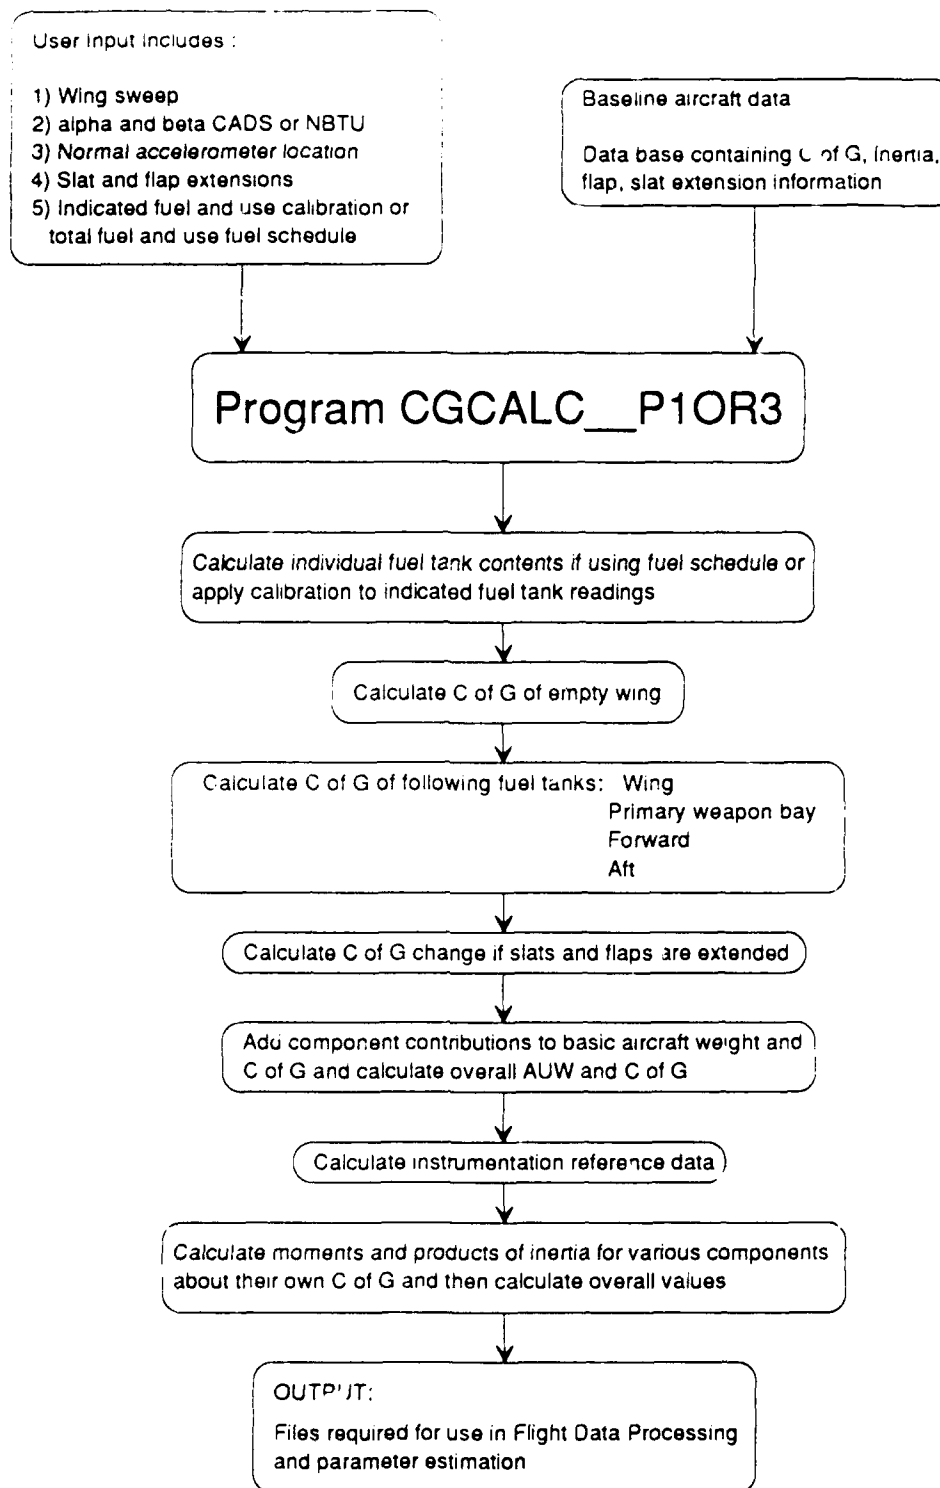 User Input Includes :
1) Wing sweep
2) alpha and beta CADS or NBTU
3) Normal accelerometer location
4) Slat and flap extensions
5) Indicated fuel and use calibration or
total fuel and use fuel schedule
Baseline aircraft data
Data base containing C of G, Inertia,
flap, slat extension information
Program CGCALC__P1OR3
Calculate individual fuel tank contents if using fuel schedule or
apply calibration to indicated fuel tank readings
Calculate C of G of empty wing
Calculate C of G of following fuel tanks: Wing
Primary weapon bay
Forward
Aft
Calculate C of G change if slats and flaps are extended
Add component contributions to basic aircraft weight and
C of G and calculate overall AUW and C of G
Calculate instrumentation reference data
Calculate moments and products of inertia for various components
about their own C of G and then calculate overall values
OUTPUT:
Files required for use in Flight Data Processing
and parameter estimation